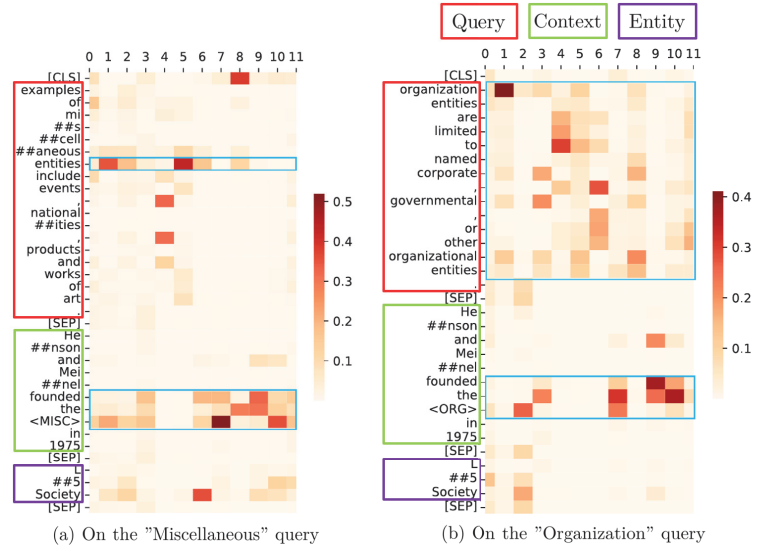 Query Context Entity
0 1 2 3 4 5 6 7 8 9 10 11
[CLS]
examples
of
mi
##s
##cell
##aneous
entities
include
events
,
national
##ities
,
products
and
works
of
art
.
[SEP]
He
##nson
and
Mei
##nel
founded
the
<MISC>
in
1975
[SEP]
L
##5
Society
[SEP]
0.5
0.4
0.3
0.2
0.1
(a) On the "Miscellaneous" query
0 1 2 3 4 5 6 7 8 9 10 11
[CLS]
organization
entities
are
limited
to
named
corporate
,
governmental
,
or
other
organizational
entities
.
[SEP]
He
##nson
and
Mei
##nel
founded
the
<ORG>
in
1975
[SEP]
L
##5
Society
[SEP]
0.4
0.3
0.2
0.1
(b) On the "Organization" query